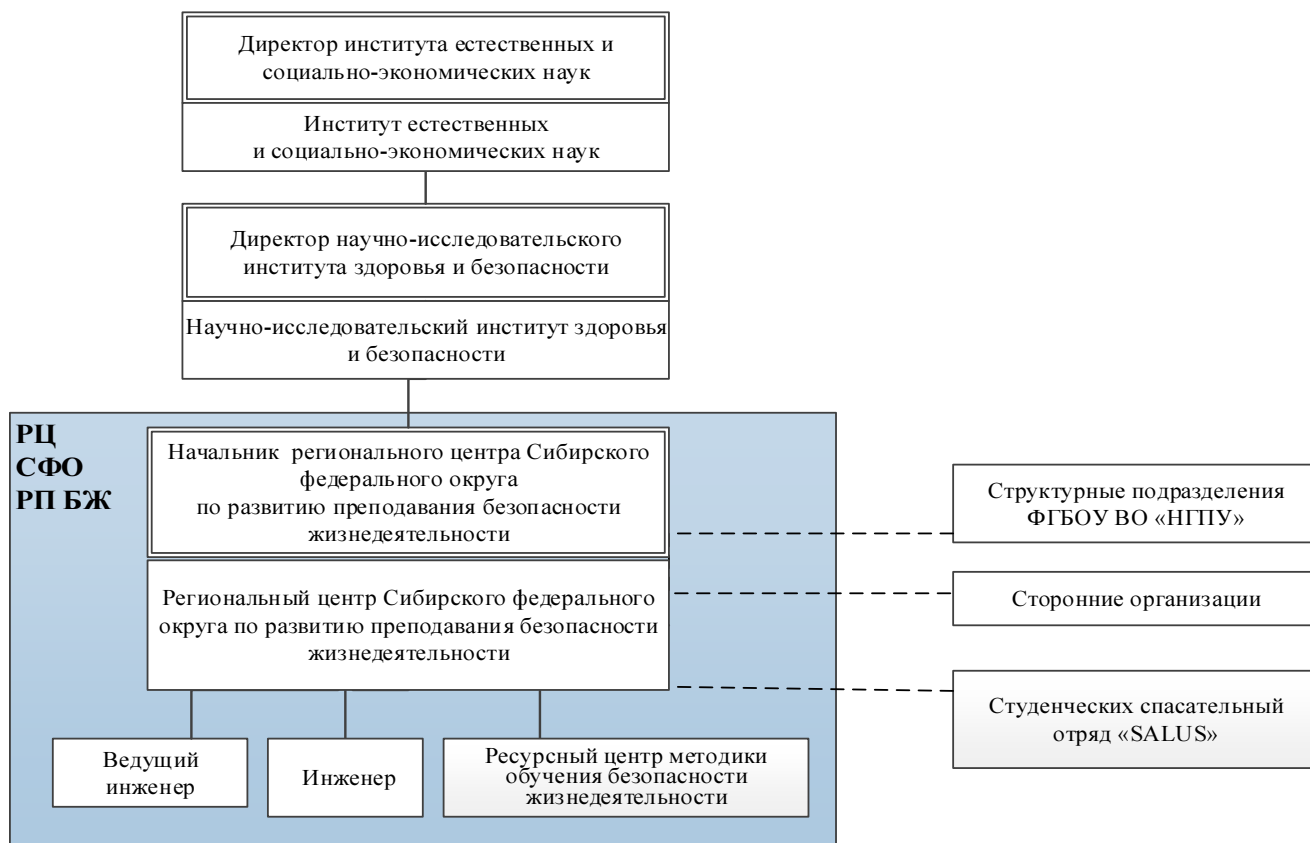 Директор института естественных и
социально-экономических наук
Институт естественных
и социально-экономических наук
Директор научно-исследовательского
института здоровья и безопасности
Научно-исследовательский институт здоровья
и безопасности
РЦ
СФО
РП БЖ
Начальник регионального центра Сибирского
федерального округа
по развитию преподавания безопасности
жизнедеятельности
Региональный центр Сибирского федерального
округа по развитию преподавания безопасности
жизнедеятельности
Ведущий
инженер
Инженер
Ресурсный центр методики
обучения безопасности
жизнедеятельности
Структурные подразделения
ФГБОУ ВО «НГПУ»
Сторонние организации
Студенческих спасательный
отряд «SALUS»